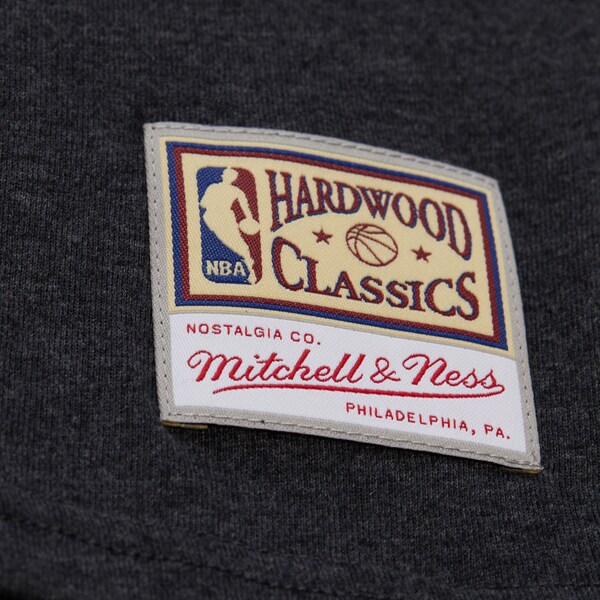 HARDWOOD
CLASSICS
NBA
NOSTALGIA CO.
Mitchell & Ness
PHILADELPHIA, PA.